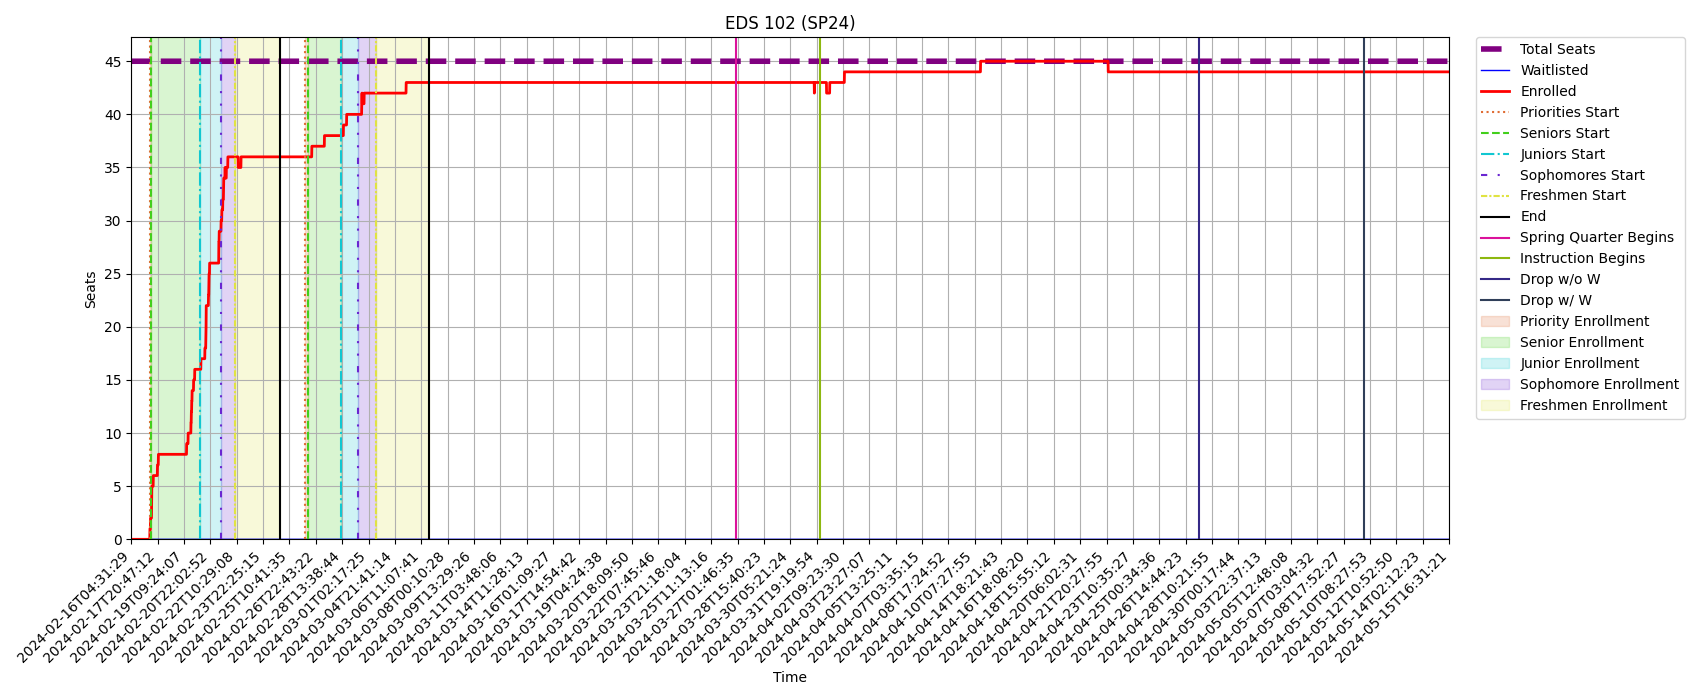 EDS 102 (SP24)
Seats
45
40
35
30
25
20
15
10
5
0
2024-02-16T04:31:29
2024-02-17T20:47:12
2024-02-19T09:24:07
2024-02-20T22:02:52
2024-02-22T10:29:08
2024-02-23T22:25:15
2024-02-25T10:41:35
2024-02-26T22:43:22
2024-02-28T13:38:44
2024-03-01T02:17:25
2024-03-04T21:41:14
2024-03-06T11:07:41
2024-03-08T00:10:28
2024-03-09T13:29:26
2024-03-11T03:48:06
2024-03-14T11:28:13
2024-03-16T01:09:27
2024-03-17T14:54:42
2024-03-19T04:24:38
2024-03-20T18:09:50
2024-03-22T07:45:46
2024-03-23T21:18:04
2024-03-25T11:13:16
2024-03-27T01:46:35
2024-03-28T15:40:23
2024-03-30T05:21:24
2024-03-31T19:19:54
2024-04-02T09:23:30
2024-04-03T23:27:07
2024-04-05T13:25:11
2024-04-07T03:35:15
2024-04-08T17:24:52
2024-04-10T07:27:55
2024-04-14T18:21:43
2024-04-16T18:08:20
2024-04-18T15:55:12
2024-04-20T06:02:31
2024-04-21T20:27:55
2024-04-23T10:35:27
2024-04-25T00:34:36
2024-04-26T14:44:23
2024-04-28T10:21:55
2024-04-30T00:17:44
2024-05-03T22:37:13
2024-05-05T12:48:08
2024-05-07T03:04:32
2024-05-08T17:52:27
2024-05-10T08:27:53
2024-05-12T10:52:50
2024-05-14T02:12:23
2024-05-15T16:31:21
Time
Total Seats
Waitlisted
Enrolled
Priorities Start
Seniors Start
Juniors Start
Sophomores Start
Freshmen Start
End
Spring Quarter Begins
Instruction Begins
Drop w/o W
Drop w/ W
Priority Enrollment
Senior Enrollment
Junior Enrollment
Sophomore Enrollment
Freshmen Enrollment